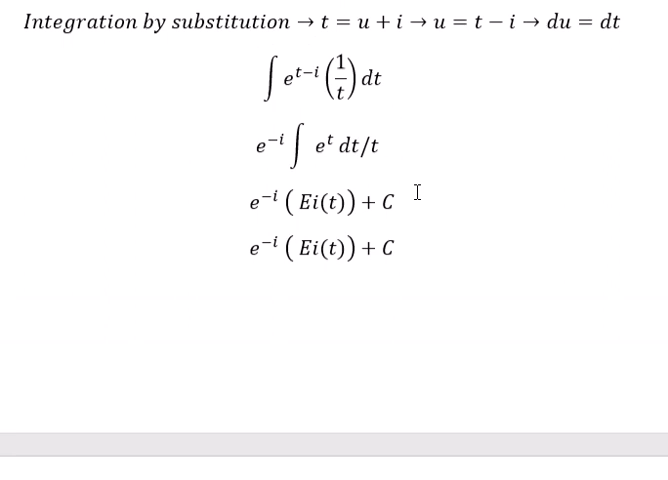 Integration by substitution → t = u + i → u = t − i → du = dt
∫ e^{t−i} (1/t) dt
e^{−i} ∫ e^t dt/t
e^{−i} ( Ei(t)) + C
e^{−i} ( Ei(t)) + C